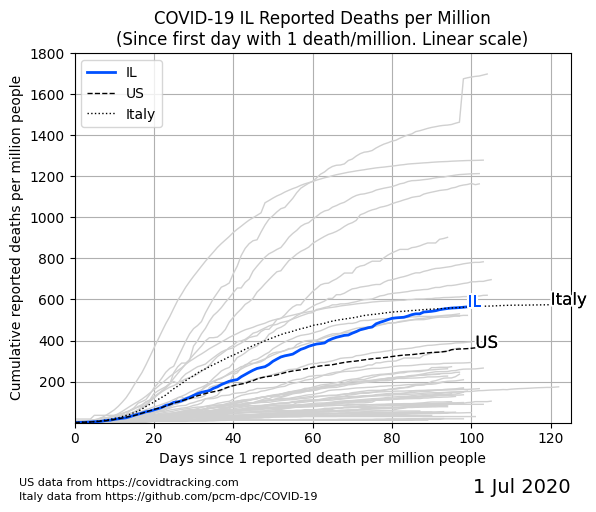 COVID-19 IL Reported Deaths per Million
(Since first day with 1 death/million. Linear scale)
Cumulative reported deaths per million people
1800
1600
1400
1200
1000
800
600
400
200
IL
US
Italy
IL
Italy
US
0
20
40
60
80
100
120
Days since 1 reported death per million people
US data from https://covidtracking.com
Italy data from https://github.com/pcm-dpc/COVID-19
1 Jul 2020